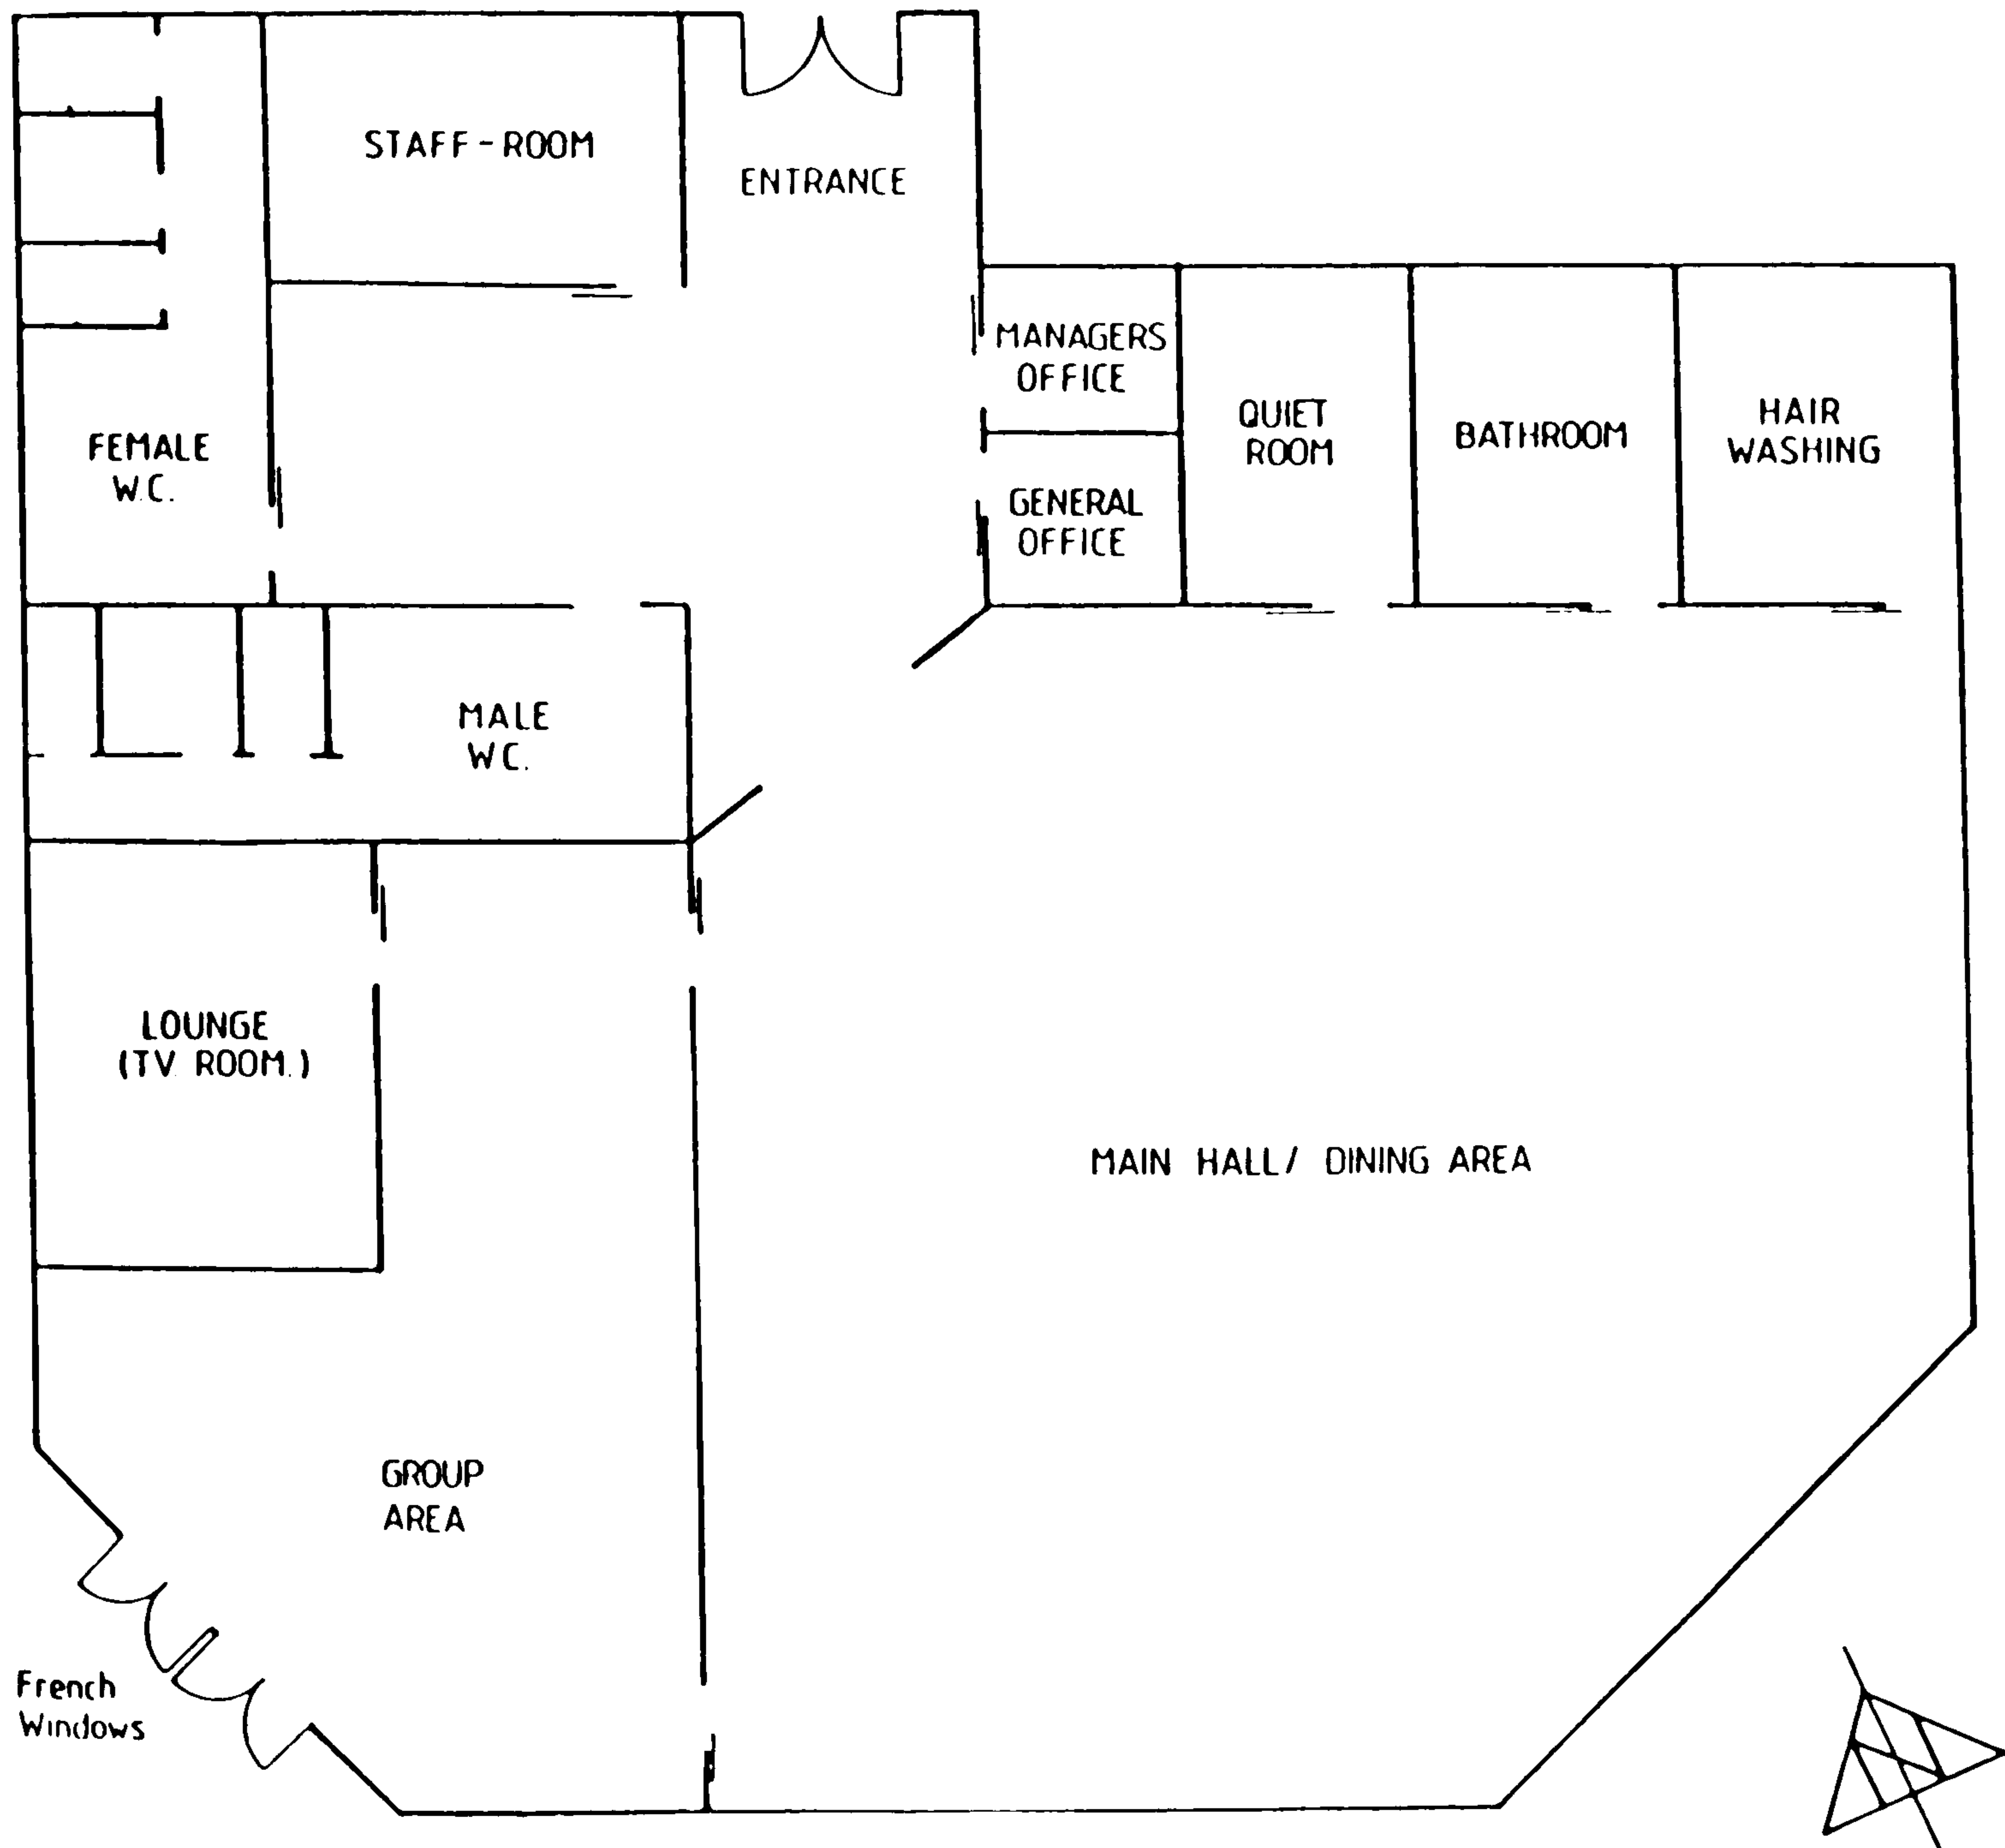 STAFF-ROOM
ENTRANCE
MANAGERS
OFFICE
QUIET
ROOM
BATHROOM
HAIR
WASHING
FEMALE
W.C.
GENERAL
OFFICE
MALE
WC.
LOUNGE
(TV ROOM.)
MAIN HALL/ DINING AREA
GROUP
AREA
French
Windows